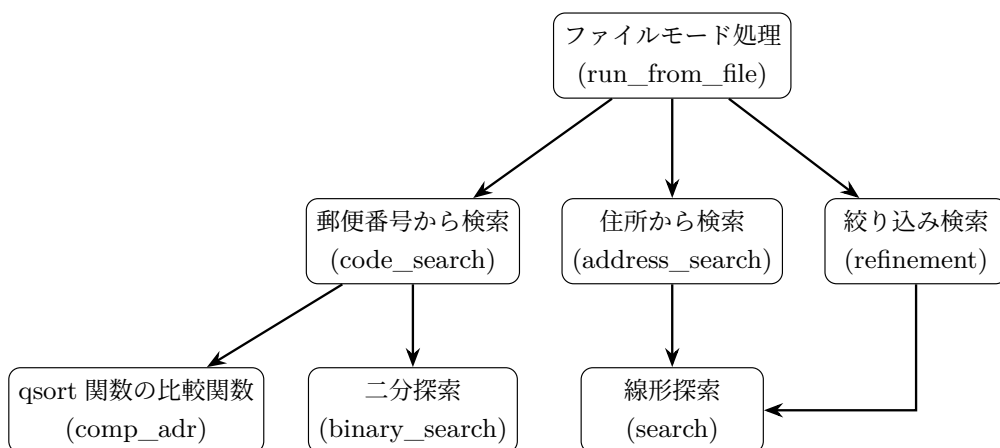 ファイルモード処理
(run_from_file)
郵便番号から検索
(code_search)
住所から検索
(address_search)
絞り込み検索
(refinement)
qsort 関数の比較関数
(comp_adr)
二分探索
(binary_search)
線形探索
(search)